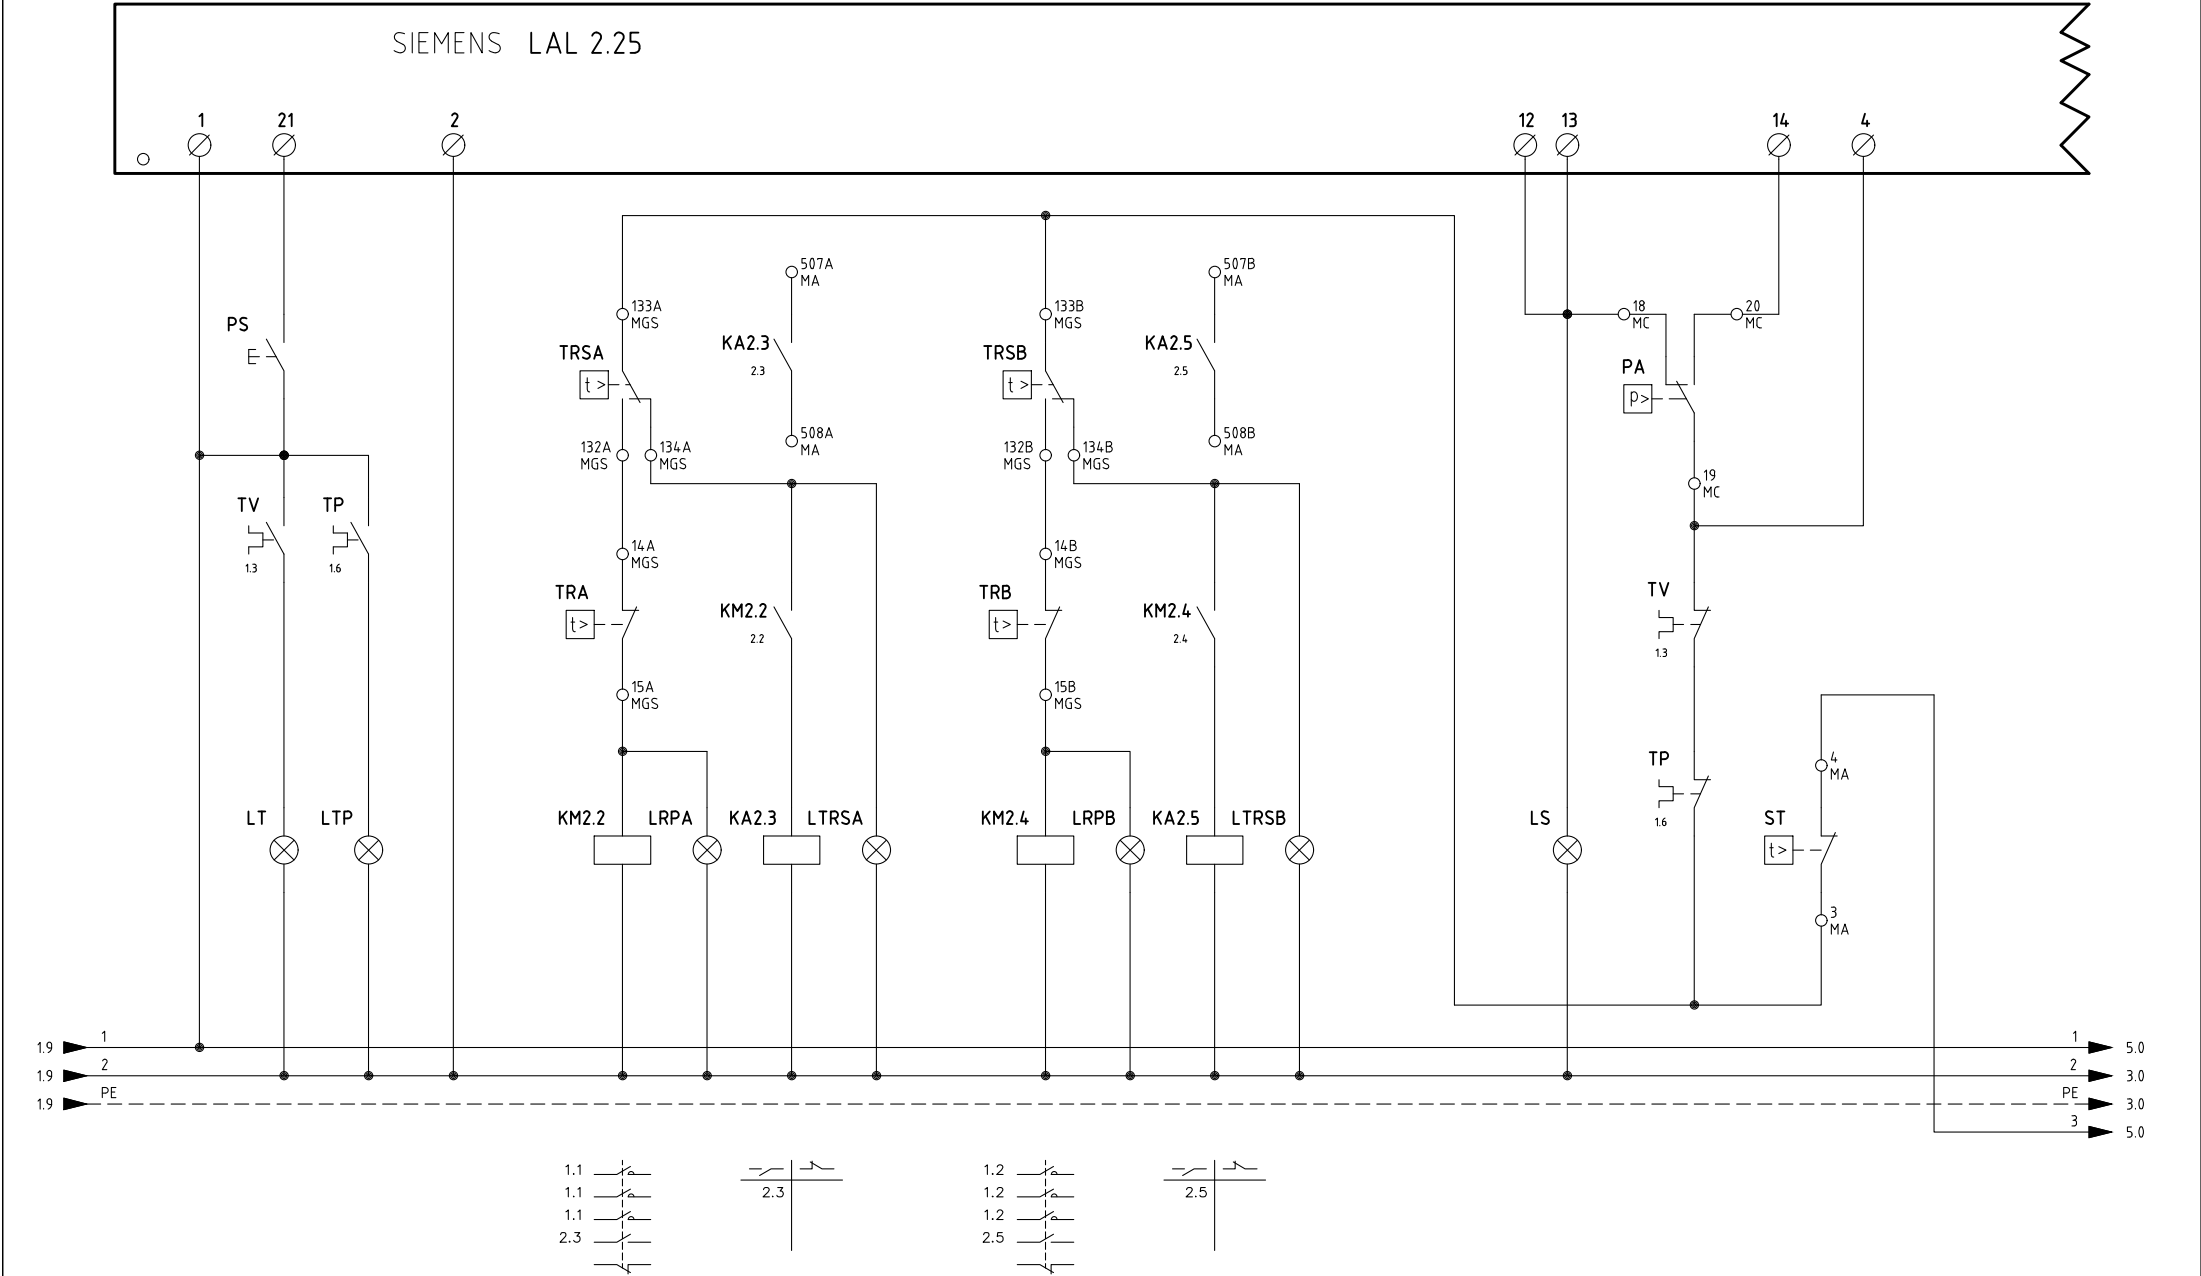 SIEMENS LAL 2.25
1 21 2 12 13 14 4
507A
MA
507B
MA
133A
MGS
133B
MGS
18
MC
20
MC
PS
KA2.3
2.3
KA2.5
2.5
TRSA
t >
TRSB
t >
PA
p>
E
508A
MA
508B
MA
132A
MGS
134A
MGS
132B
MGS
134B
MGS
19
MC
TV
1.3
TP
1.6
14A
MGS
14B
MGS
TRA
t >
KM2.2
2.2
TRB
t >
KM2.4
2.4
TV
1.3
15A
MGS
15B
MGS
TP
1.6
4
MA
LT LTP KM2.2 LRPA KA2.3 LTRSA KM2.4 LRPB KA2.5 LTRSB LS ST
t >
3
MA
1.9 1 1 5.0
1.9 2 2 3.0
1.9 PE PE 3.0
3 5.0
1.1
1.1
1.1
2.3
2.3
1.2
1.2
1.2
2.5
2.5